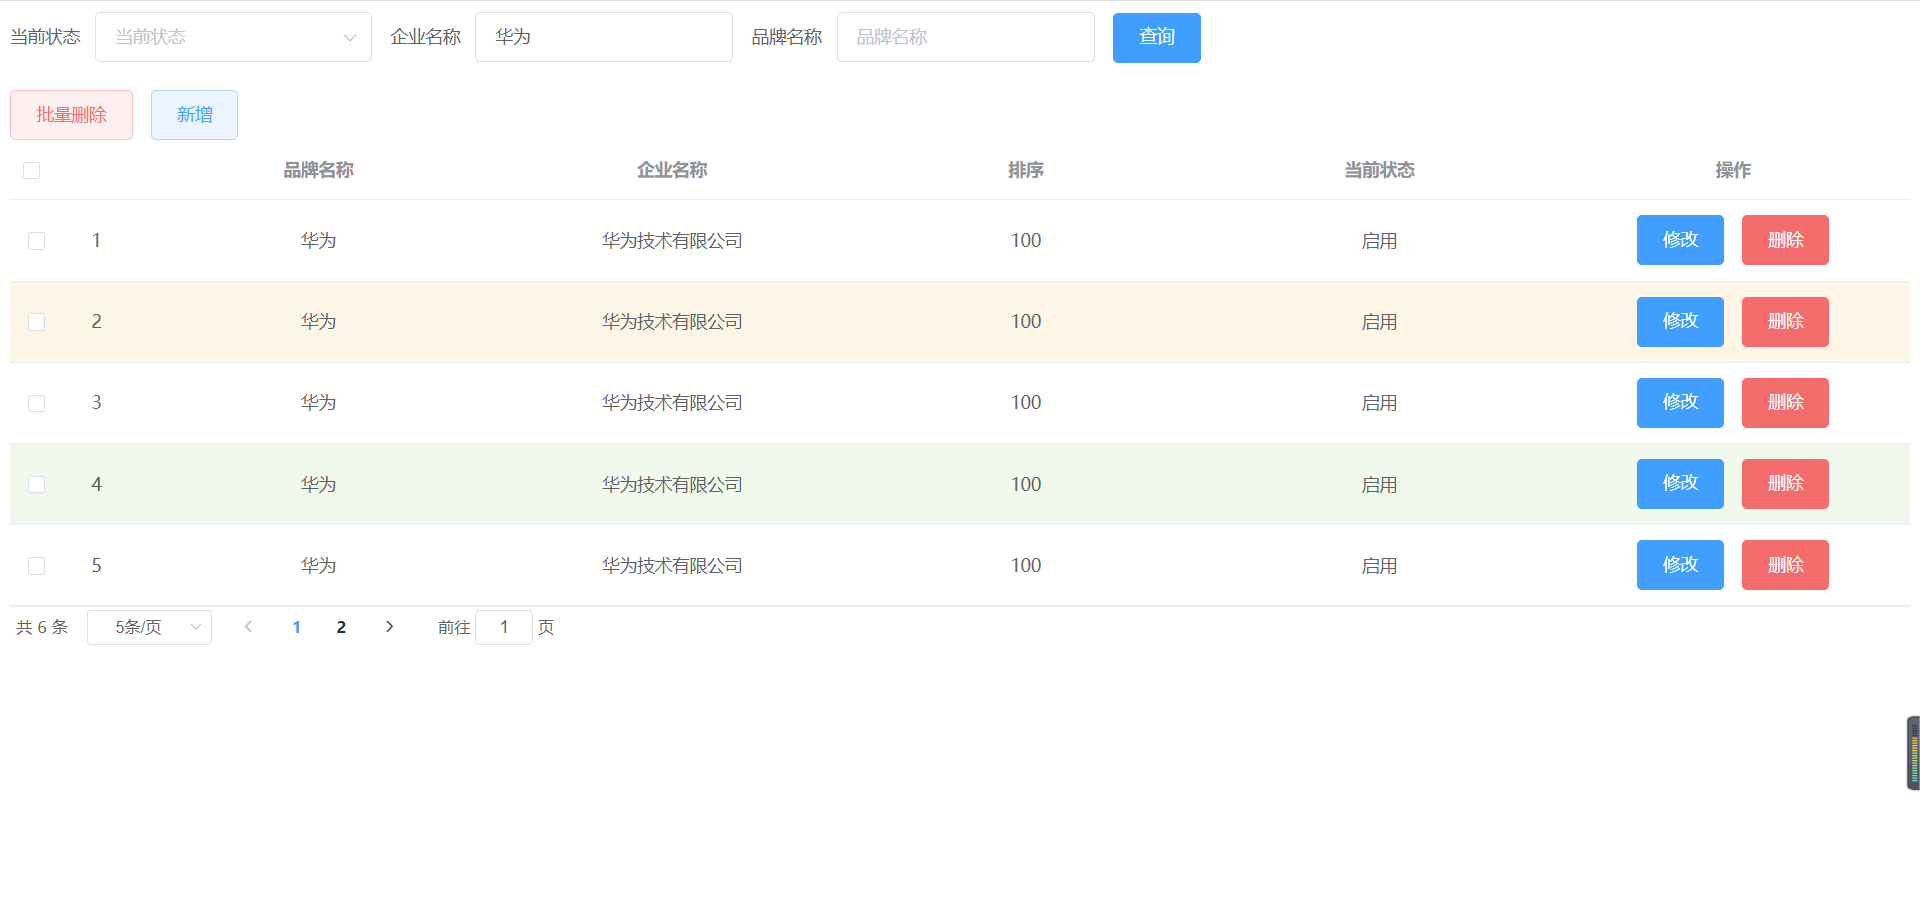 当前状态 当前状态 企业名称 华为 品牌名称 品牌名称 查询
批量删除 新增
品牌名称 企业名称 排序 当前状态 操作
1 华为 华为技术有限公司 100 启用 修改 删除
2 华为 华为技术有限公司 100 启用 修改 删除
3 华为 华为技术有限公司 100 启用 修改 删除
4 华为 华为技术有限公司 100 启用 修改 删除
5 华为 华为技术有限公司 100 启用 修改 删除
共 6 条 5条/页 1 2 前往 1 页